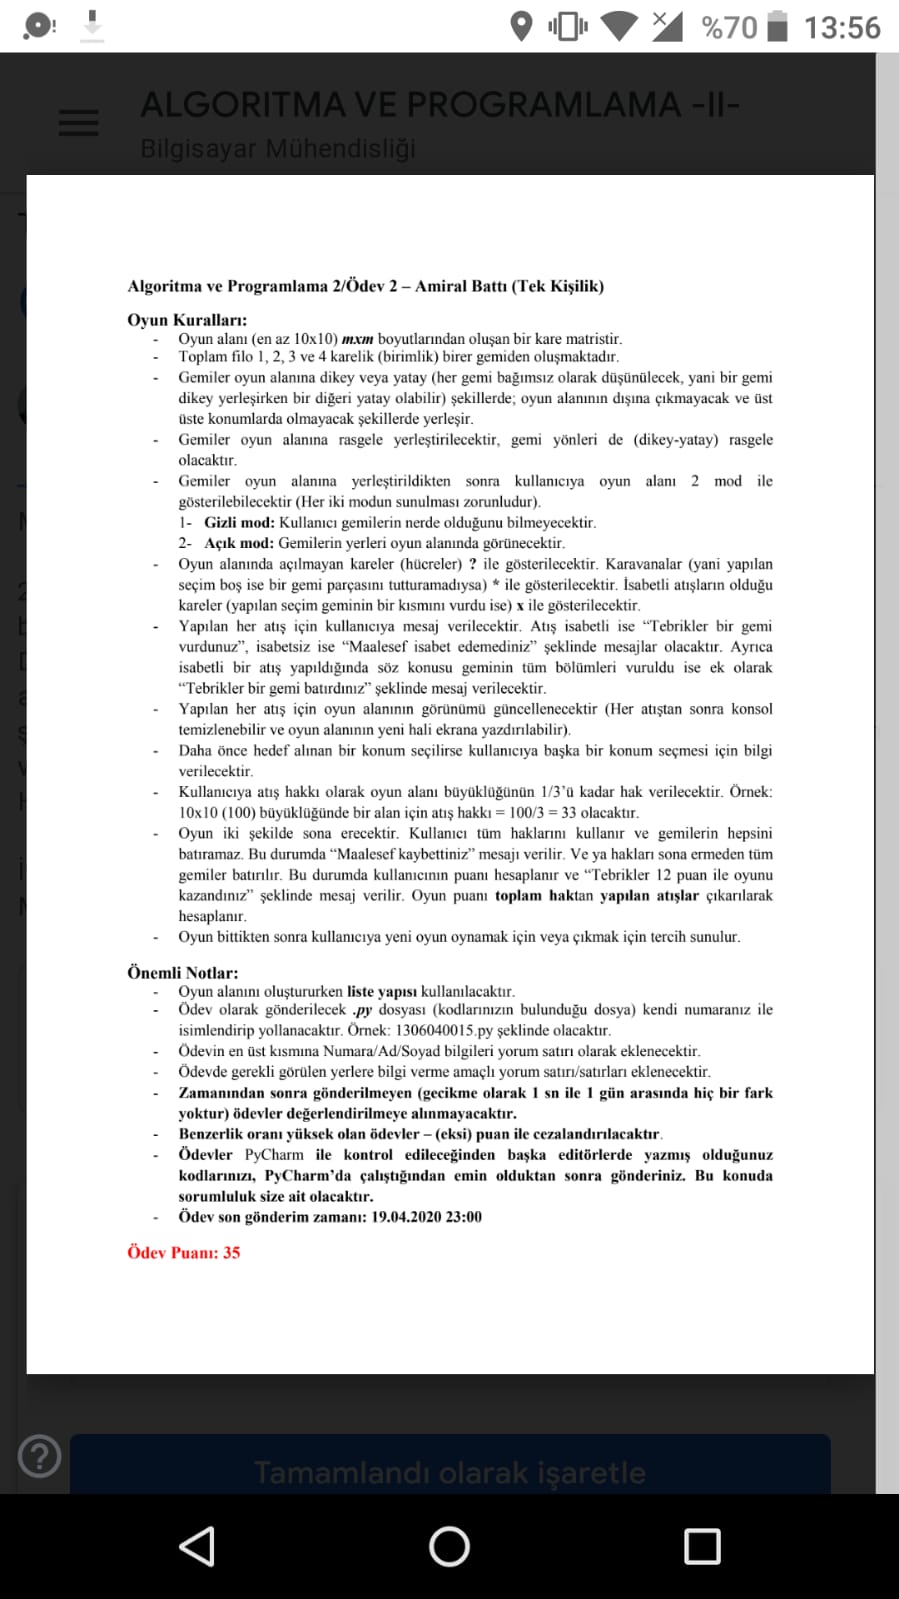 %70 13:56
ALGORITMA VE PROGRAMLAMA -II-
Bilgisayar Mühendisliği
Algoritma ve Programlama 2/Ödev 2 – Amiral Battı (Tek Kişilik)
Oyun Kuralları:
- Oyun alanı (en az 10x10) mxm boyutlarından oluşan bir kare matristir.
- Toplam filo 1, 2, 3 ve 4 karelik (birimlik) birer gemiden oluşmaktadır.
- Gemiler oyun alanına dikey veya yatay (her gemi bağımsız olarak düşünülecek, yani bir gemi
dikey yerleşirken bir diğeri yatay olabilir) şekillerde; oyun alanının dışına çıkmayacak ve üst
üste konumlarda olmayacak şekillerde yerleşir.
- Gemiler oyun alanına rasgele yerleştirilecektir, gemi yönleri de (dikey-yatay) rasgele
olacaktır.
- Gemiler oyun alanına yerleştirildikten sonra kullanıcıya oyun alanı 2 mod ile
gösterilebilecektir (Her iki modun sunulması zorunludur).
1- Gizli mod: Kullanıcı gemilerin nerde olduğunu bilmeyecektir.
2- Açık mod: Gemilerin yerleri oyun alanında görünecektir.
- Oyun alanında açılmayan kareler (hücreler) ? ile gösterilecektir. Karavanalar (yani yapılan
seçim boş ise bir gemi parçasını tutturamadıysa) * ile gösterilecektir. İsabetli atışların olduğu
kareler (yapılan seçim geminin bir kısmını vurdu ise) x ile gösterilecektir.
- Yapılan her atış için kullanıcıya mesaj verilecektir. Atış isabetli ise “Tebrikler bir gemi
vurdunuz”, isabetsiz ise “Maalesef isabet edemediniz” şeklinde mesajlar olacaktır. Ayrıca
isabetli bir atış yapıldığında söz konusu geminin tüm bölümleri vuruldu ise ek olarak
“Tebrikler bir gemi batırdınız” şeklinde mesaj verilecektir.
- Yapılan her atış için oyun alanının görünümü güncellenecektir (Her atıştan sonra konsol
temizlenebilir ve oyun alanının yeni hali ekrana yazdırılabilir).
- Daha önce hedef alınan bir konum seçilirse kullanıcıya başka bir konum seçmesi için bilgi
verilecektir.
- Kullanıcıya atış hakkı olarak oyun alanı büyüklüğünün 1/3’ü kadar hak verilecektir. Örnek:
10x10 (100) büyüklüğünde bir alan için atış hakkı = 100/3 = 33 olacaktır.
- Oyun iki şekilde sona erecektir. Kullanıcı tüm haklarını kullanır ve gemilerin hepsini
batıramaz. Bu durumda “Maalesef kaybettiniz” mesajı verilir. Ve ya hakları sona ermeden tüm
gemiler batırılır. Bu durumda kullanıcının puanı hesaplanır ve “Tebrikler 12 puan ile oyunu
kazandınız” şeklinde mesaj verilir. Oyun puanı toplam haktan yapılan atışlar çıkarılarak
hesaplanır.
- Oyun bittikten sonra kullanıcıya yeni oyun oynamak için veya çıkmak için tercih sunulur.
Önemli Notlar:
- Oyun alanını oluştururken liste yapısı kullanılacaktır.
- Ödev olarak gönderilecek .py dosyası (kodlarınızın bulunduğu dosya) kendi numaranız ile
isimlendirip yollanacaktır. Örnek: 1306040015.py şeklinde olacaktır.
- Ödevin en üst kısmına Numara/Ad/Soyad bilgileri yorum satırı olarak eklenecektir.
- Ödevde gerekli görülen yerlere bilgi verme amaçlı yorum satırı/satırları eklenecektir.
- Zamanından sonra gönderilmeyen (gecikme olarak 1 sn ile 1 gün arasında hiç bir fark
yoktur) ödevler değerlendirilmeye alınmayacaktır.
- Benzerlik oranı yüksek olan ödevler – (eksi) puan ile cezalandırılacaktır.
- Ödevler PyCharm ile kontrol edileceğinden başka editörlerde yazmış olduğunuz
kodlarınızı, PyCharm’da çalıştığından emin olduktan sonra gönderiniz. Bu konuda
sorumluluk size ait olacaktır.
- Ödev son gönderim zamanı: 19.04.2020 23:00
Ödev Puanı: 35
Tamamlandı olarak işaretle